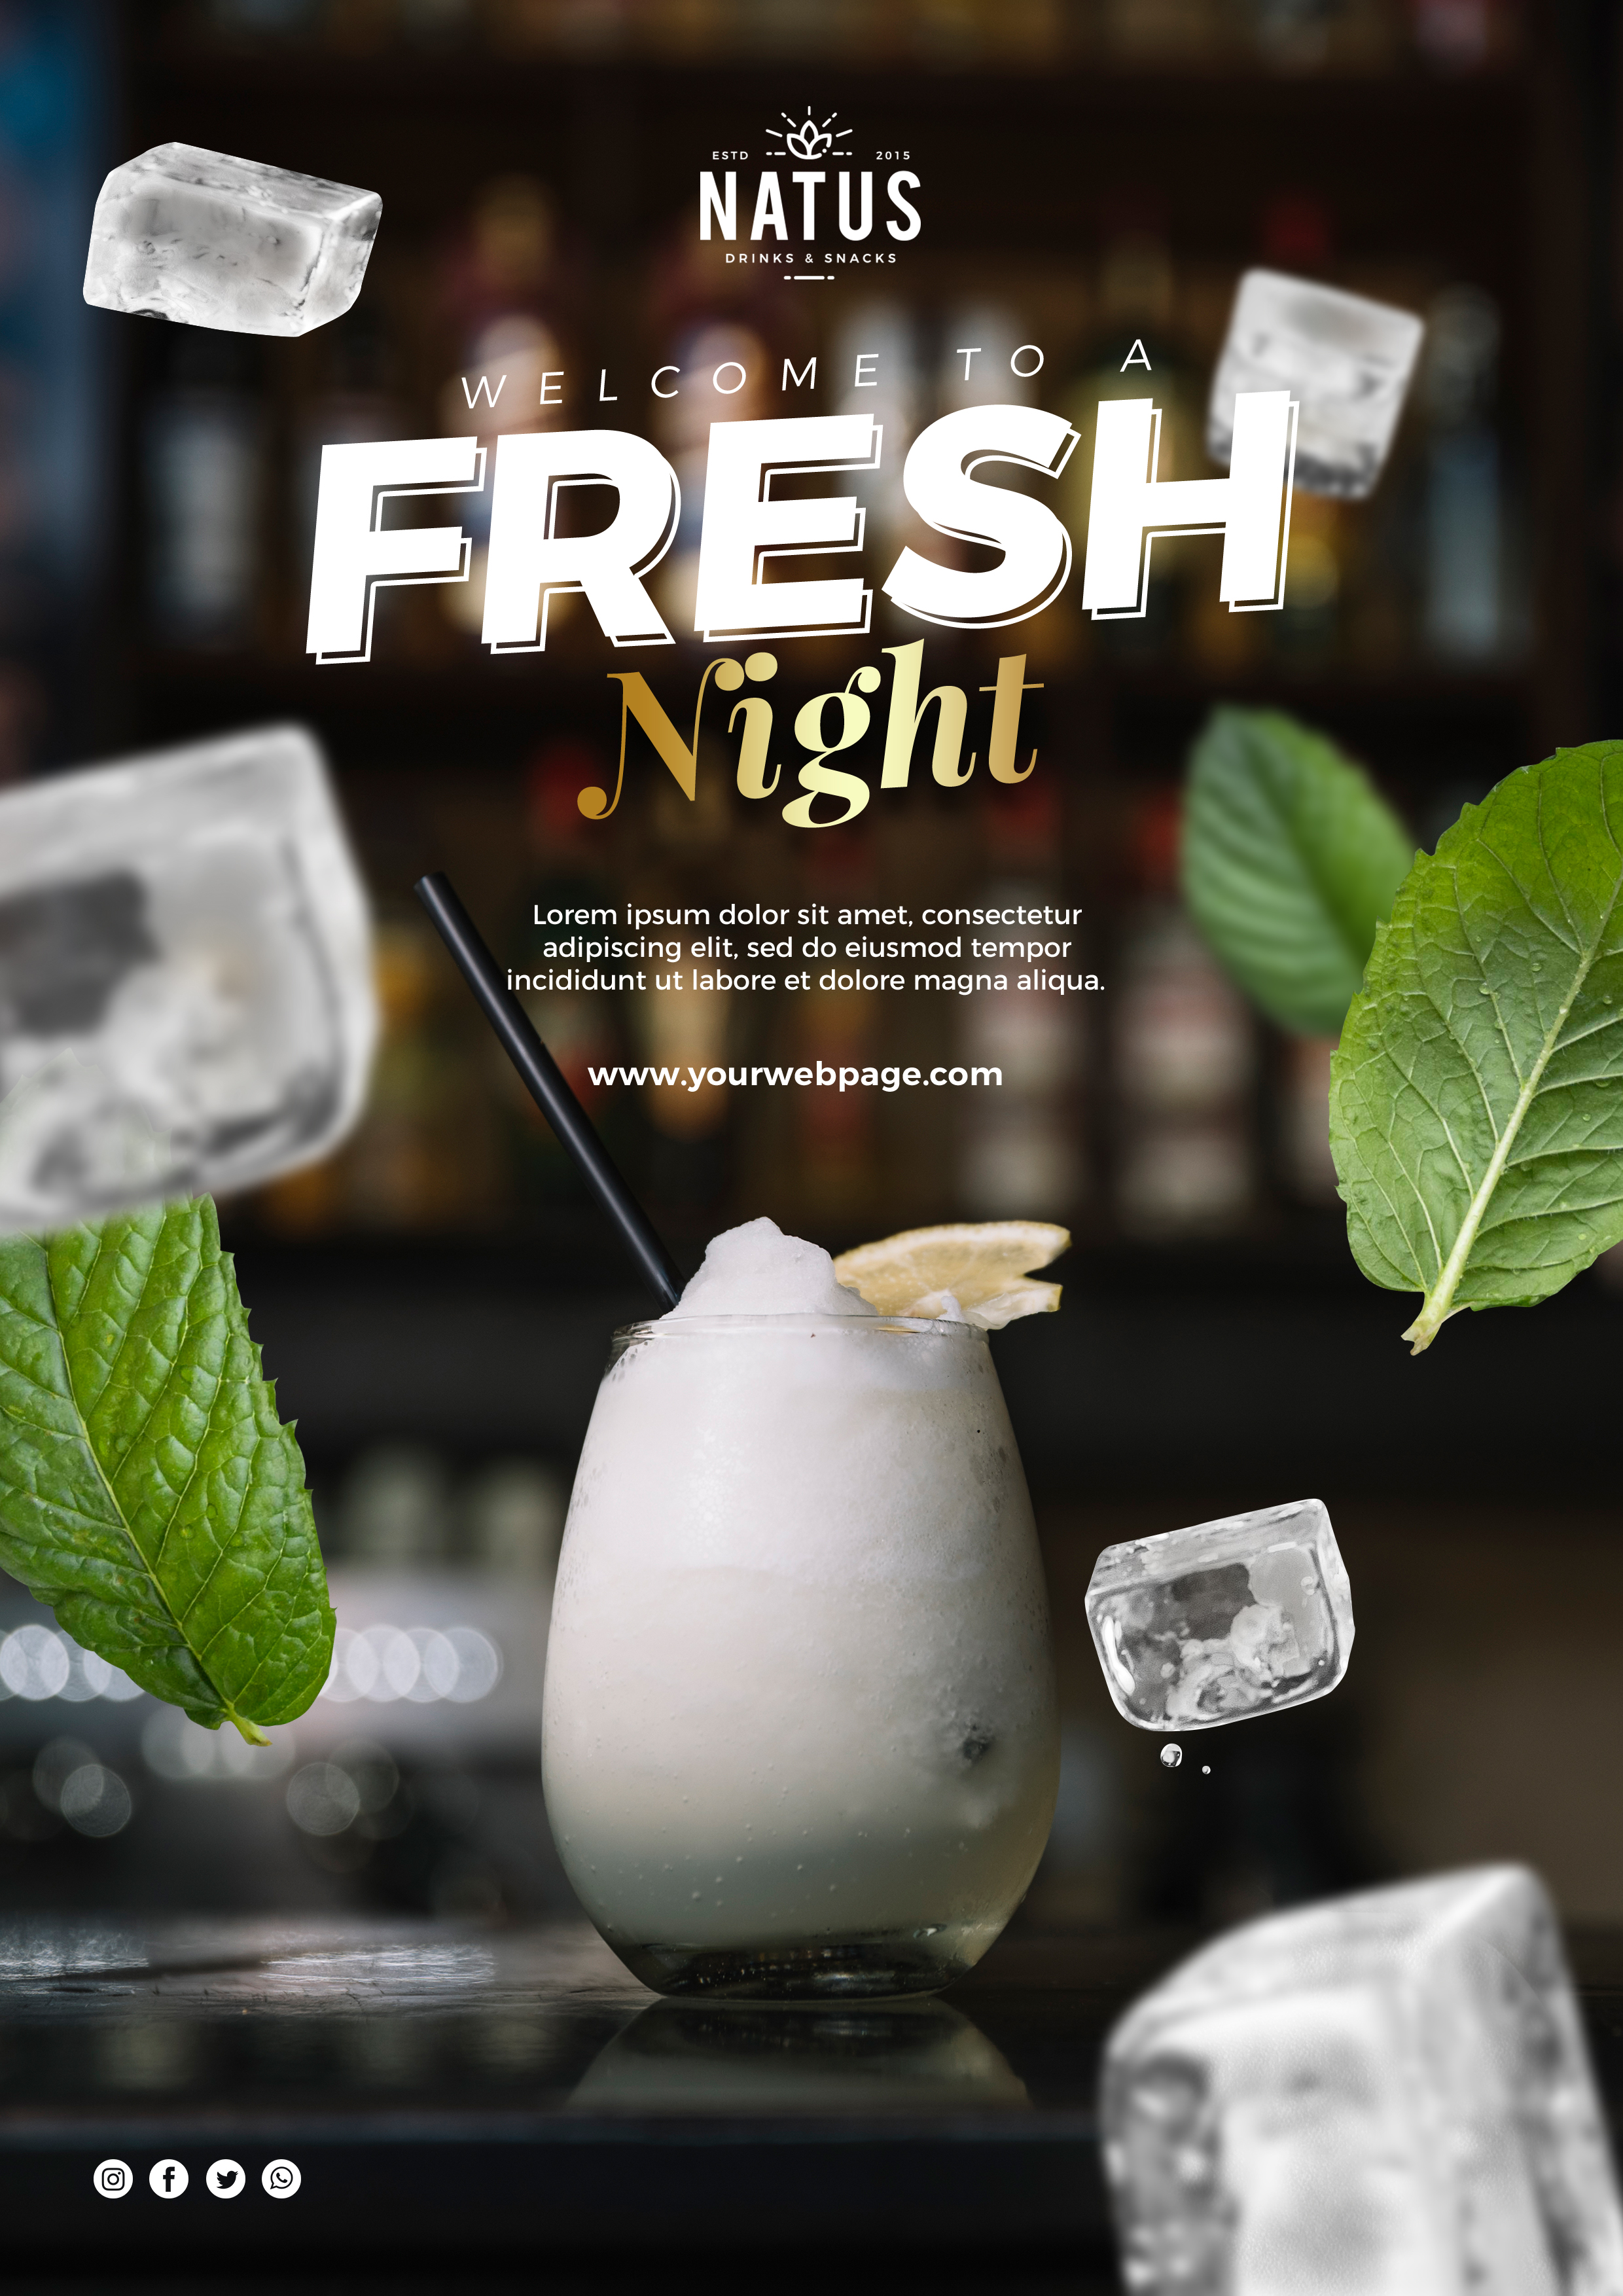 ESTD 2015
NATUS
DRINKS & SNACKS
WELCOME TO A
FRESH
Night
Lorem ipsum dolor sit amet, consectetur
adipiscing elit, sed do eiusmod tempor
incididunt ut labore et dolore magna aliqua.
www.yourwebpage.com